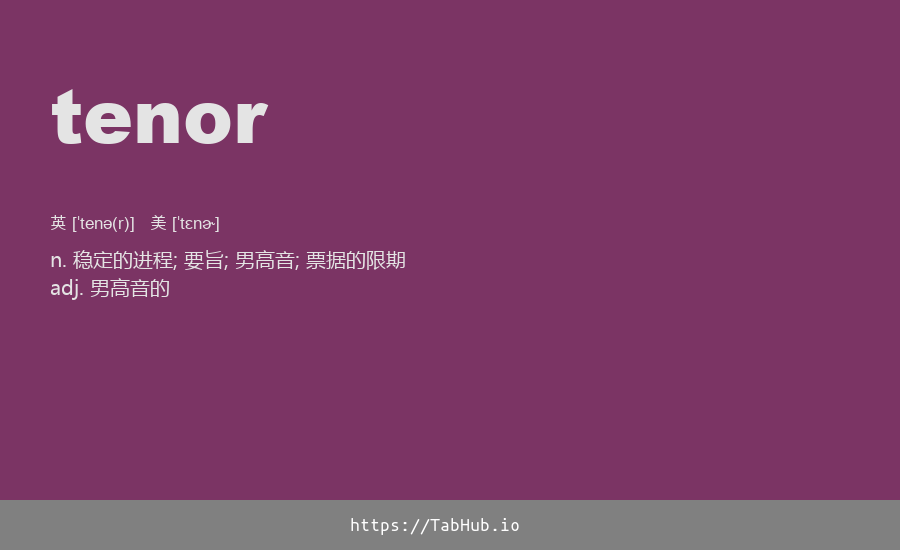 tenor
英 ['tenə(r)] 美 ['tɛnɚ]
n. 稳定的进程; 要旨; 男高音; 票据的限期
adj. 男高音的
https://TabHub.io